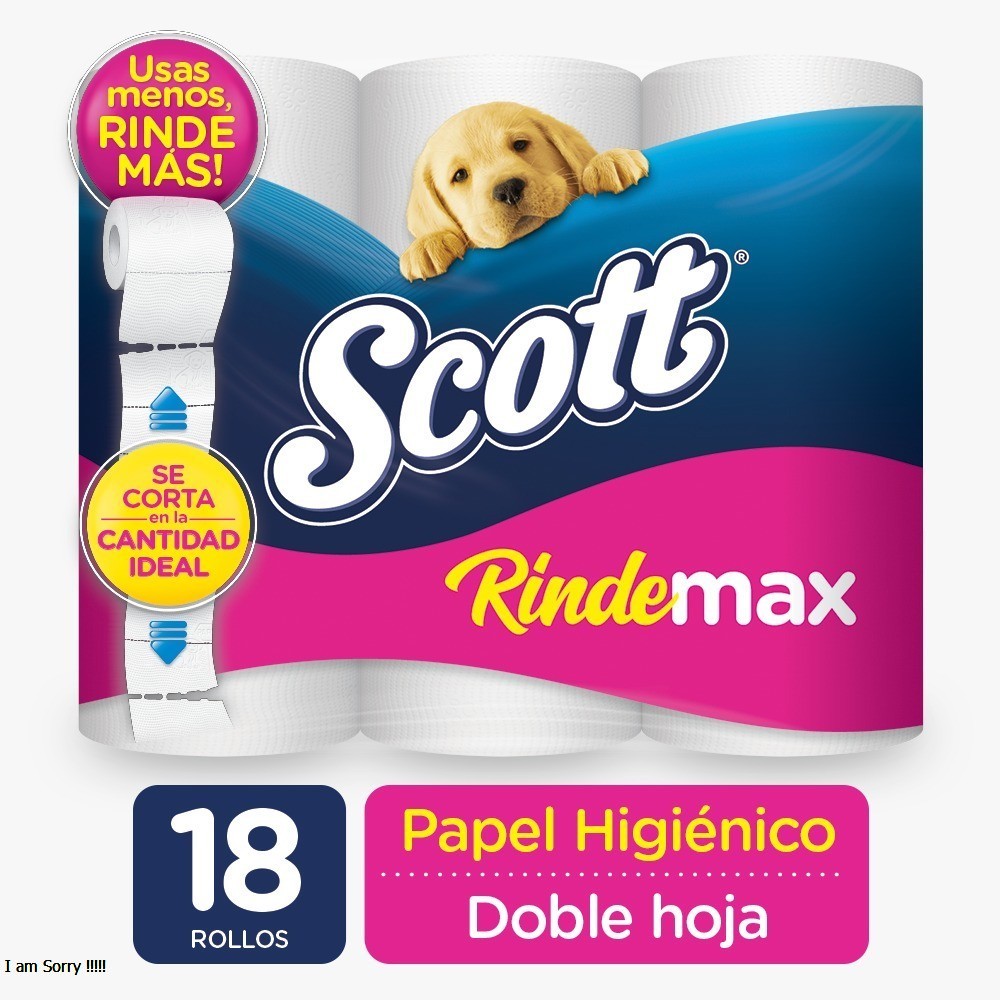 Usas
menos,
RINDE
MÁS!
Scott®
SE
CORTA
en la
CANTIDAD
IDEAL
Rindemax
18
ROLLOS
Papel Higiénico
Doble hoja
I am Sorry !!!!!